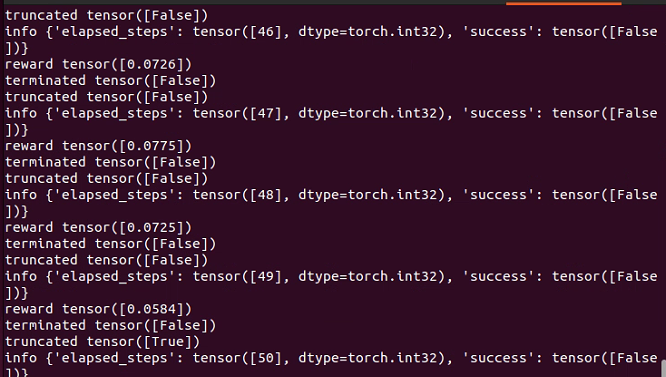 truncated tensor([False])
info {'elapsed_steps': tensor([46], dtype=torch.int32), 'success': tensor([False
])}
reward tensor([0.0726])
terminated tensor([False])
truncated tensor([False])
info {'elapsed_steps': tensor([47], dtype=torch.int32), 'success': tensor([False
])}
reward tensor([0.0775])
terminated tensor([False])
truncated tensor([False])
info {'elapsed_steps': tensor([48], dtype=torch.int32), 'success': tensor([False
])}
reward tensor([0.0725])
terminated tensor([False])
truncated tensor([False])
info {'elapsed_steps': tensor([49], dtype=torch.int32), 'success': tensor([False
])}
reward tensor([0.0584])
terminated tensor([False])
truncated tensor([True])
info {'elapsed_steps': tensor([50], dtype=torch.int32), 'success': tensor([False
])}